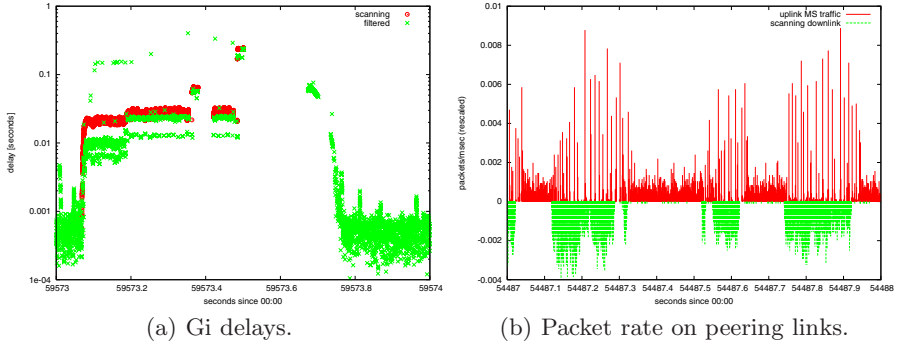 scanning
filtered
1
0.1
0.01
0.001
1e-04
delay [seconds]
59573
59573.2
59573.4
59573.6
59573.8
59574
seconds since 00:00
(a) Gi delays.
uplink MS traffic
scanning downlink
0.01
0.008
0.006
0.004
0.002
0
-0.002
-0.004
packets/msec (rescaled)
54487 54487.1 54487.2 54487.3 54487.4 54487.5 54487.6 54487.7 54487.8 54487.9 54488
seconds since 00:00
(b) Packet rate on peering links.